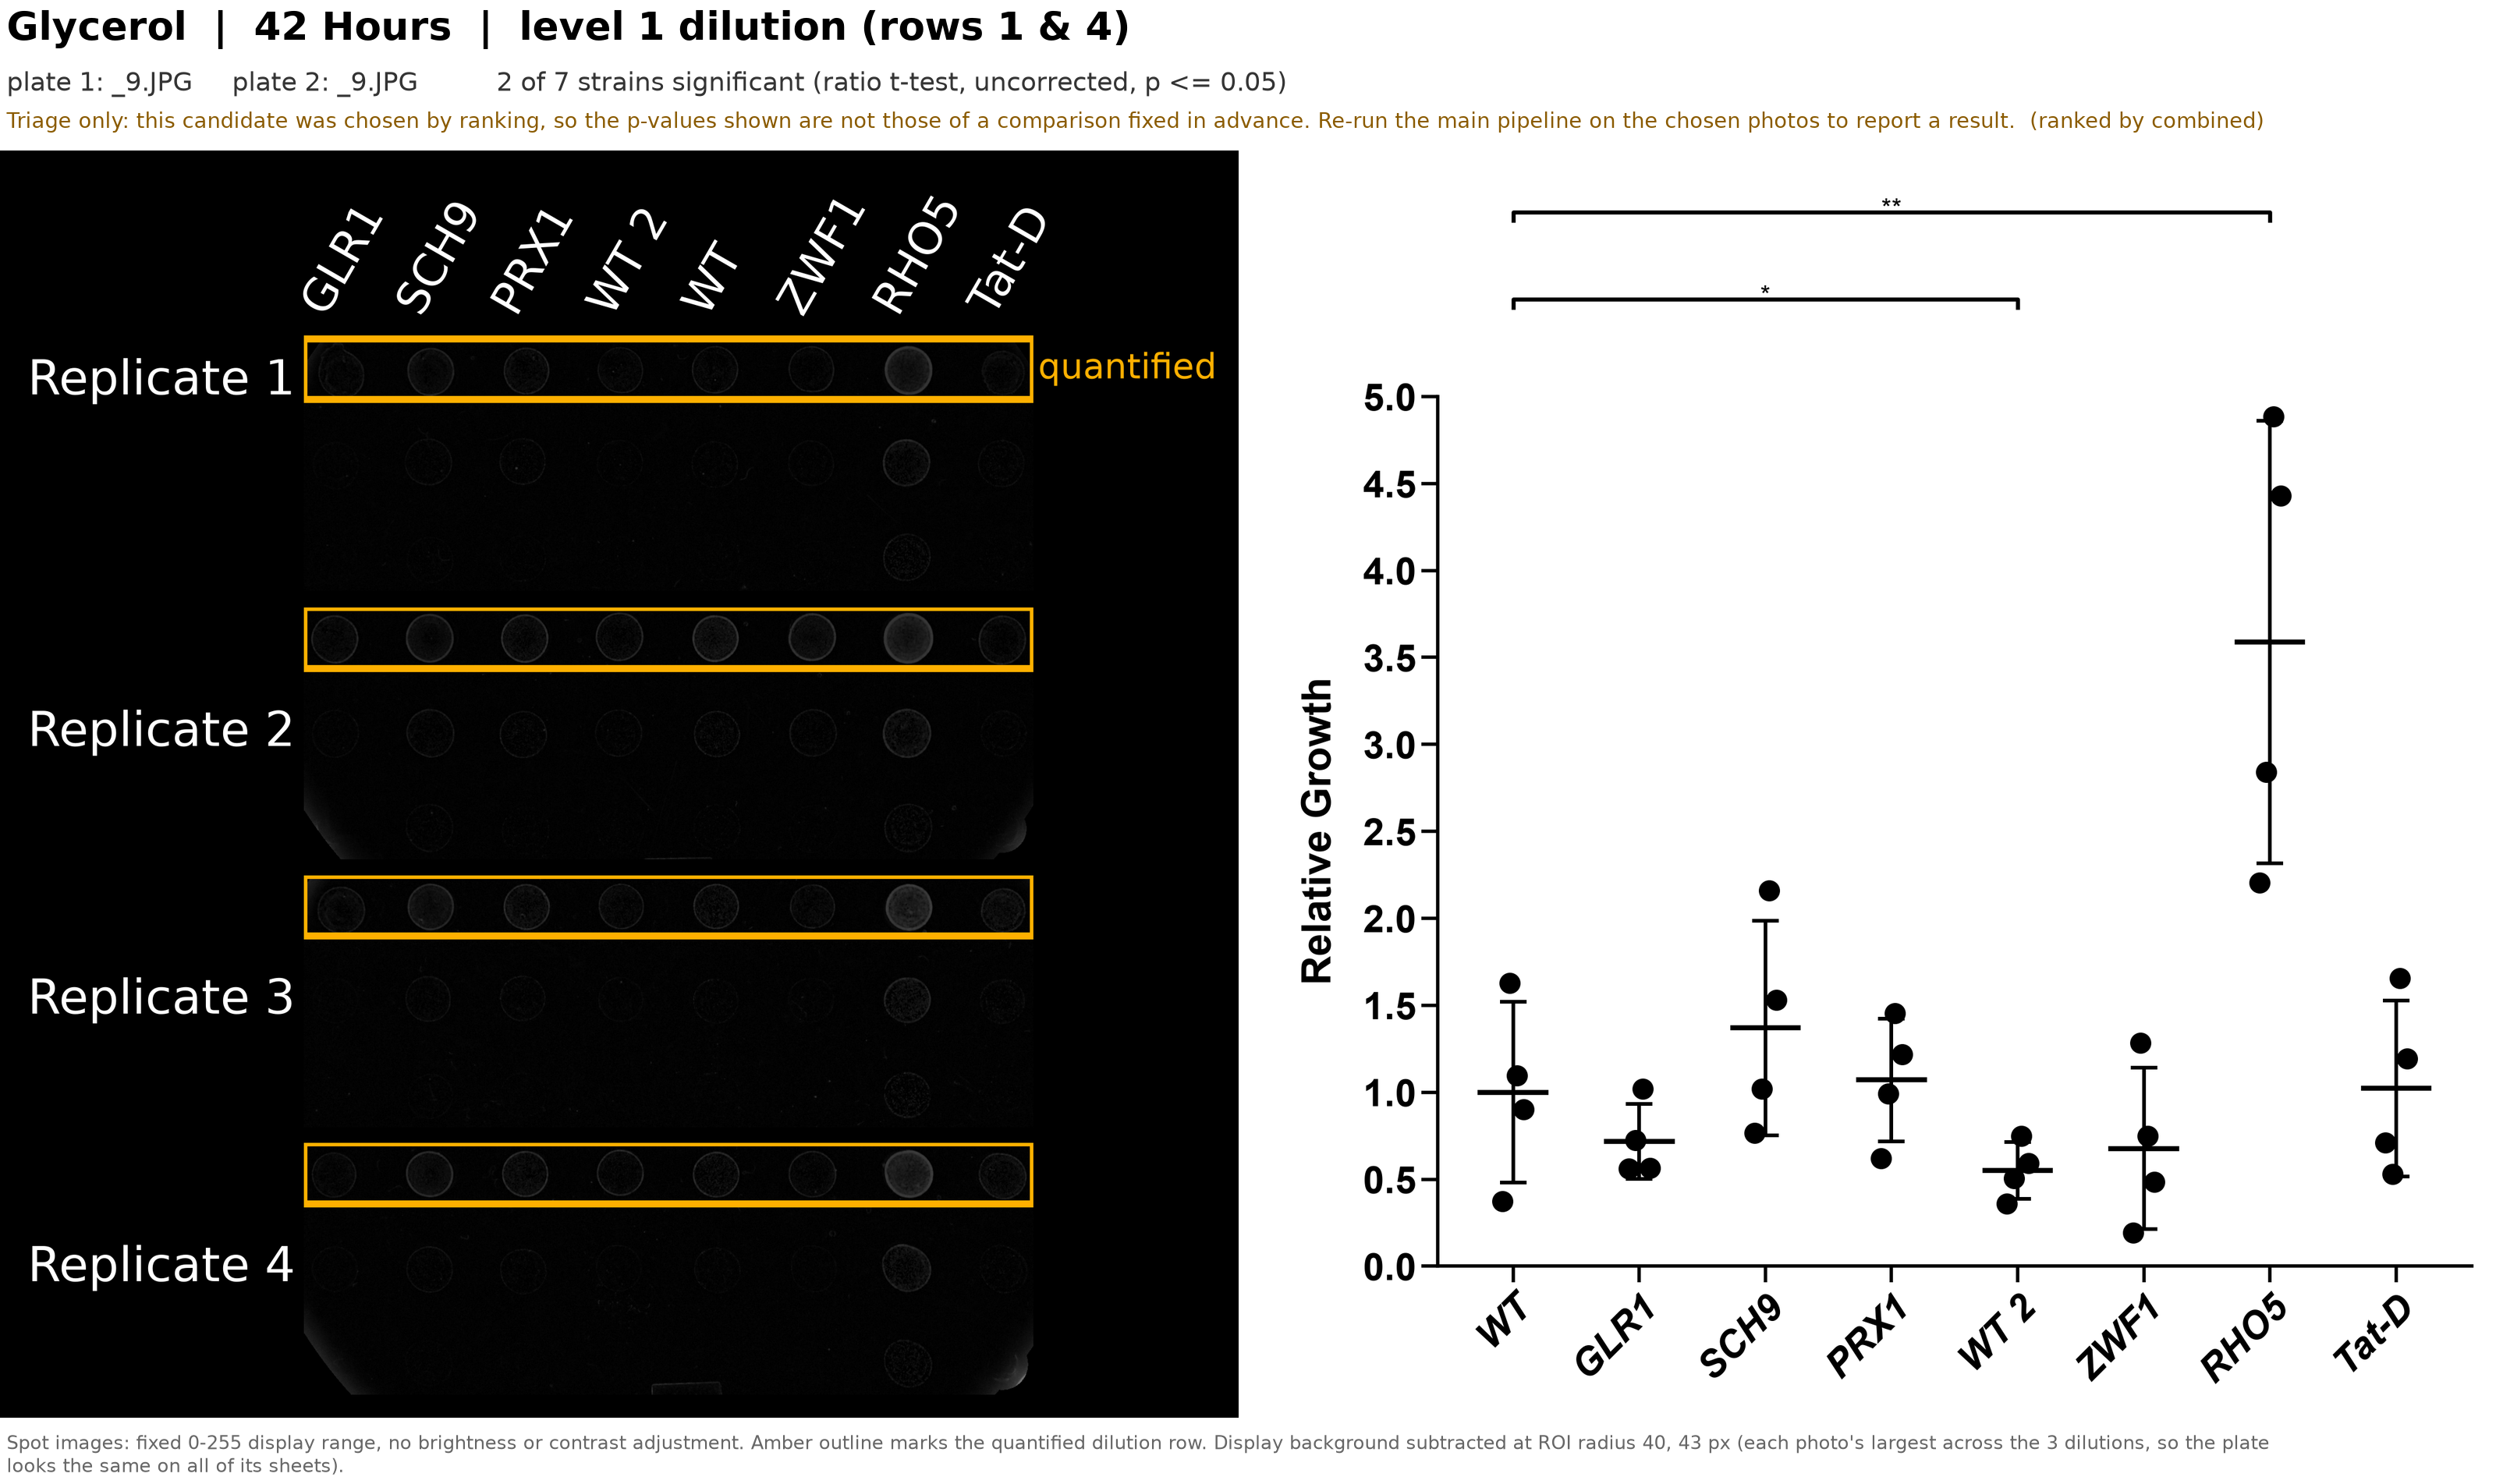 Glycerol | 42 Hours | level 1 dilution (rows 1 & 4)
plate 1: _9.JPG plate 2: _9.JPG 2 of 7 strains significant (ratio t-test, uncorrected, p <= 0.05)
Triage only: this candidate was chosen by ranking, so the p-values shown are not those of a comparison fixed in advance. Re-run the main pipeline on the chosen photos to report a result. (ranked by combined)
GLR1 SCH9 PRX1 WT 2 WT ZWF1 RHO5 Tat-D
Replicate 1
quantified
Replicate 2
Replicate 3
Replicate 4
**
*
5.0
4.5
4.0
3.5
3.0
2.5
2.0
1.5
1.0
0.5
0.0
Relative Growth
WT GLR1 SCH9 PRX1 WT 2 ZWF1 RHO5 Tat-D
Spot images: fixed 0-255 display range, no brightness or contrast adjustment. Amber outline marks the quantified dilution row. Display background subtracted at ROI radius 40, 43 px (each photo's largest across the 3 dilutions, so the plate
looks the same on all of its sheets).